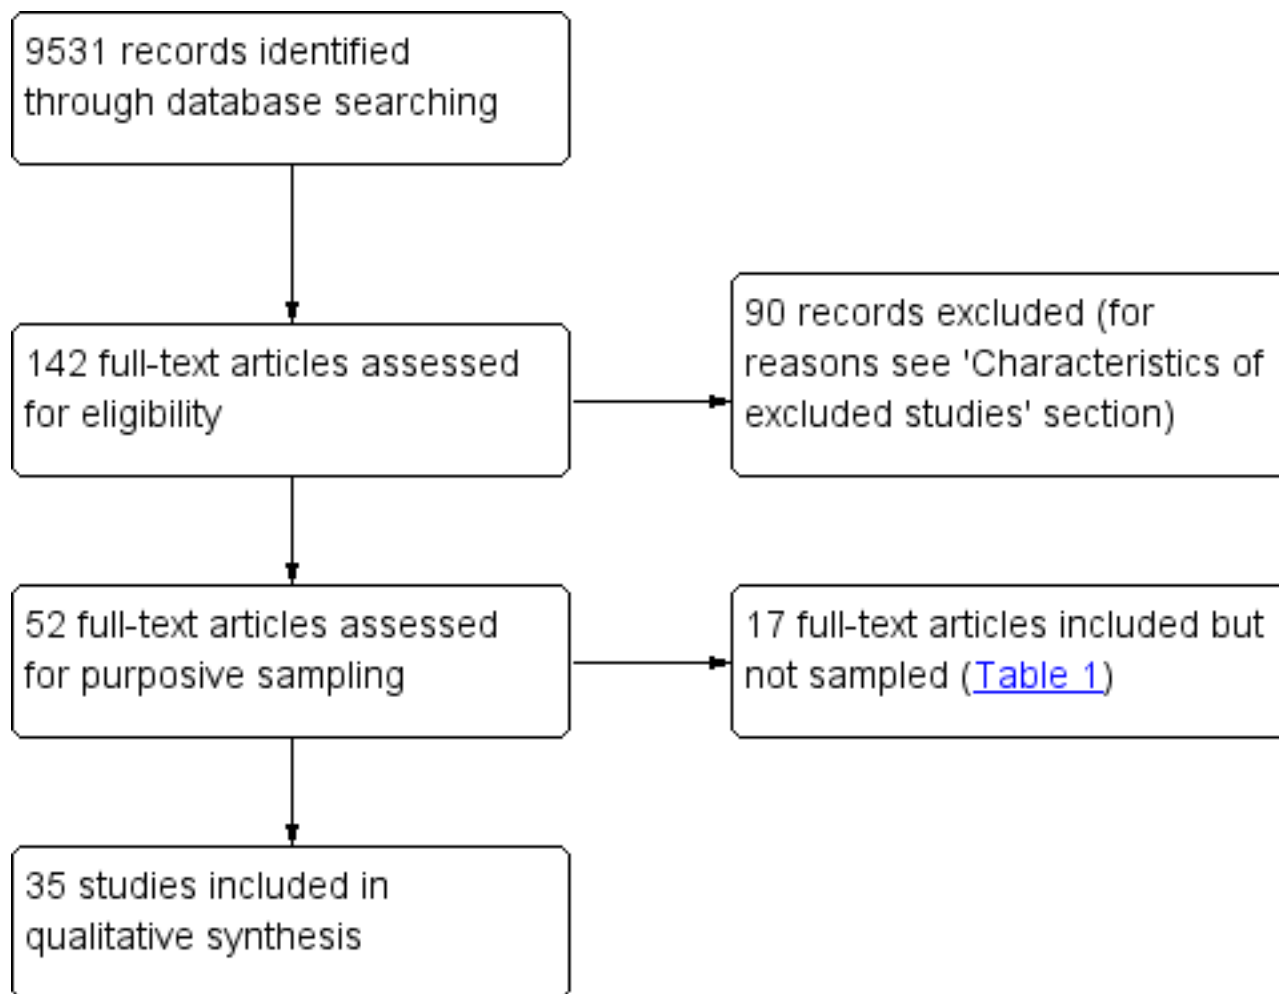 9531 records identified
through database searching
142 full-text articles assessed
for eligibility
90 records excluded (for
reasons see 'Characteristics of
excluded studies' section)
52 full-text articles assessed
for purposive sampling
17 full-text articles included but
not sampled (Table 1)
35 studies included in
qualitative synthesis